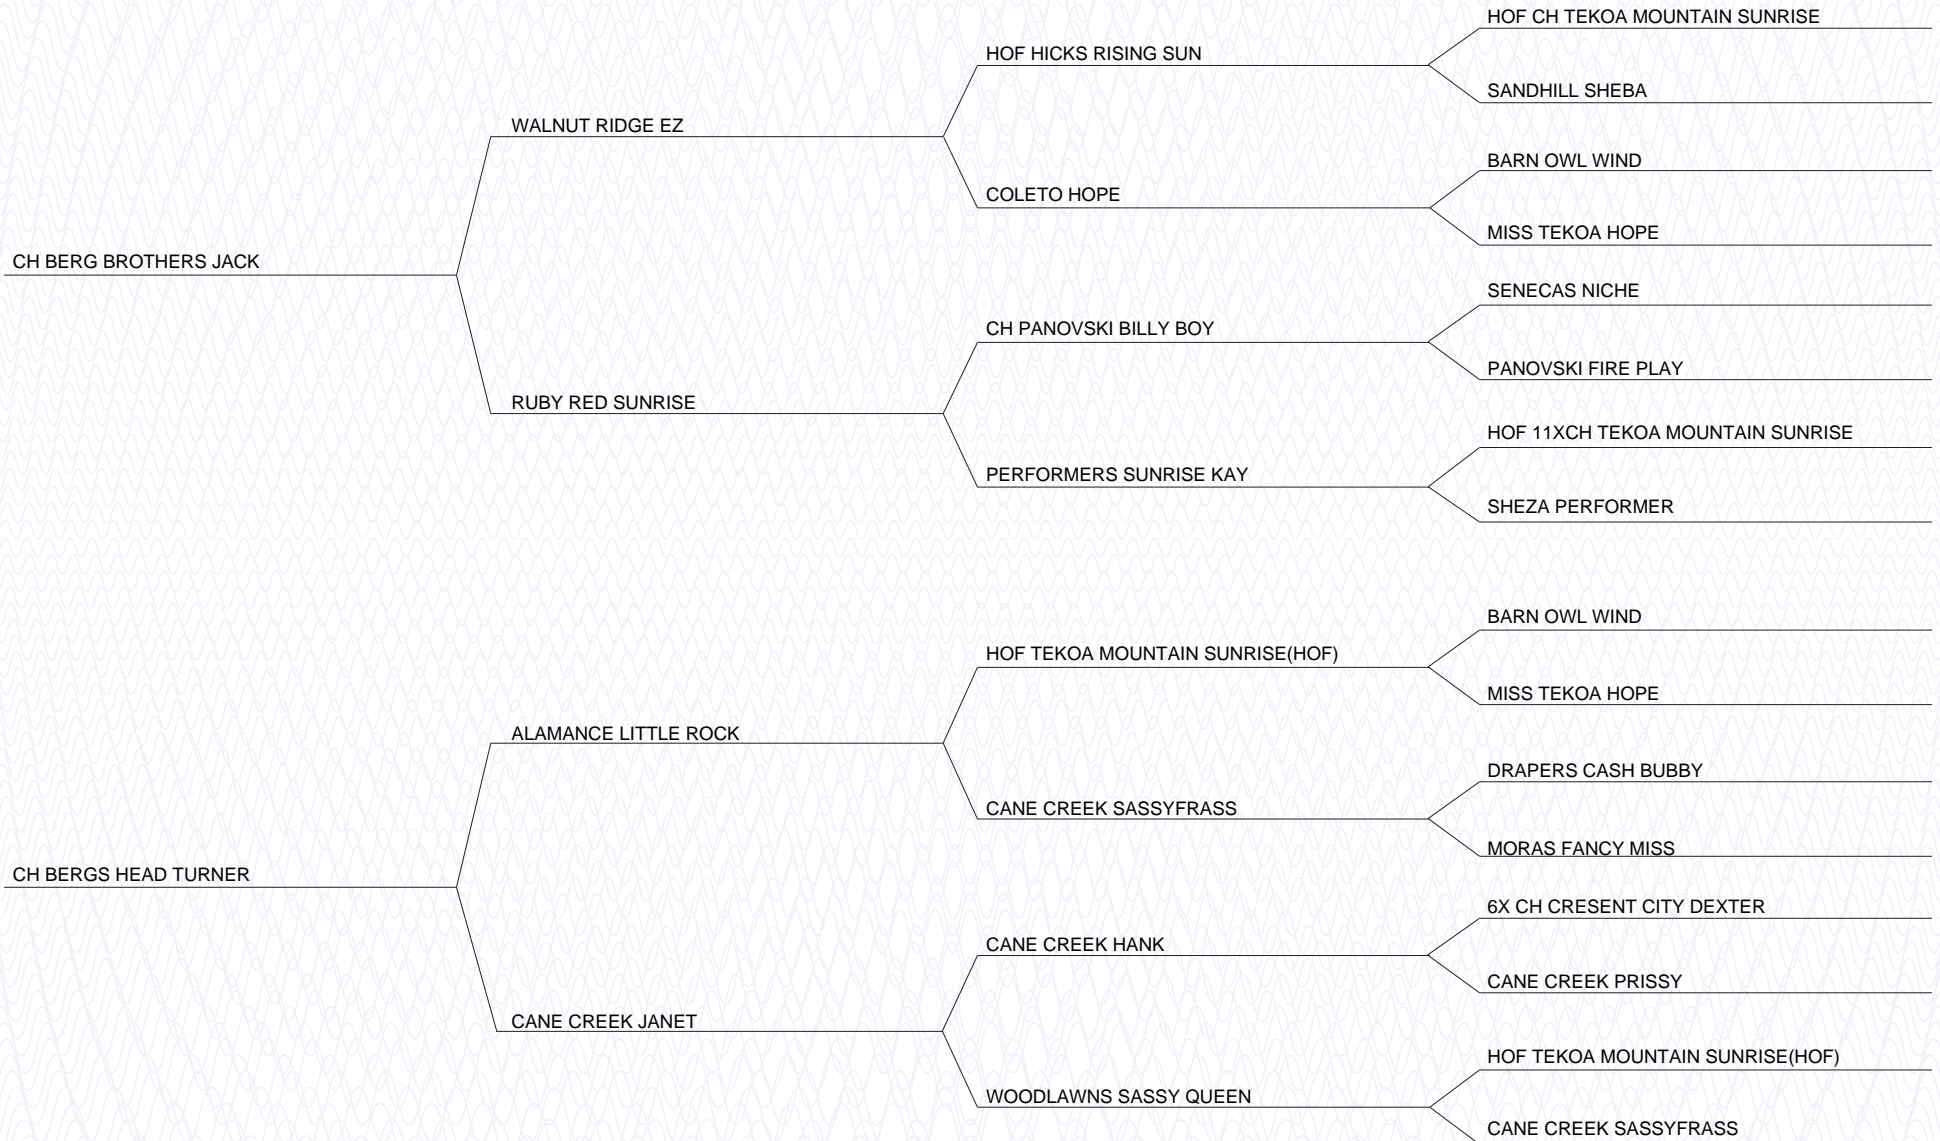 HOF CH TEKOA MOUNTAIN SUNRISE
HOF HICKS RISING SUN
SANDHILL SHEBA
WALNUT RIDGE EZ
BARN OWL WIND
COLETO HOPE
MISS TEKOA HOPE
CH BERG BROTHERS JACK
SENECAS NICHE
CH PANOVSKI BILLY BOY
PANOVSKI FIRE PLAY
RUBY RED SUNRISE
HOF 11XCH TEKOA MOUNTAIN SUNRISE
PERFORMERS SUNRISE KAY
SHEZA PERFORMER
BARN OWL WIND
HOF TEKOA MOUNTAIN SUNRISE(HOF)
MISS TEKOA HOPE
ALAMANCE LITTLE ROCK
DRAPERS CASH BUBBY
CANE CREEK SASSYFRASS
MORAS FANCY MISS
CH BERGS HEAD TURNER
6X CH CRESENT CITY DEXTER
CANE CREEK HANK
CANE CREEK PRISSY
CANE CREEK JANET
HOF TEKOA MOUNTAIN SUNRISE(HOF)
WOODLAWNS SASSY QUEEN
CANE CREEK SASSYFRASS